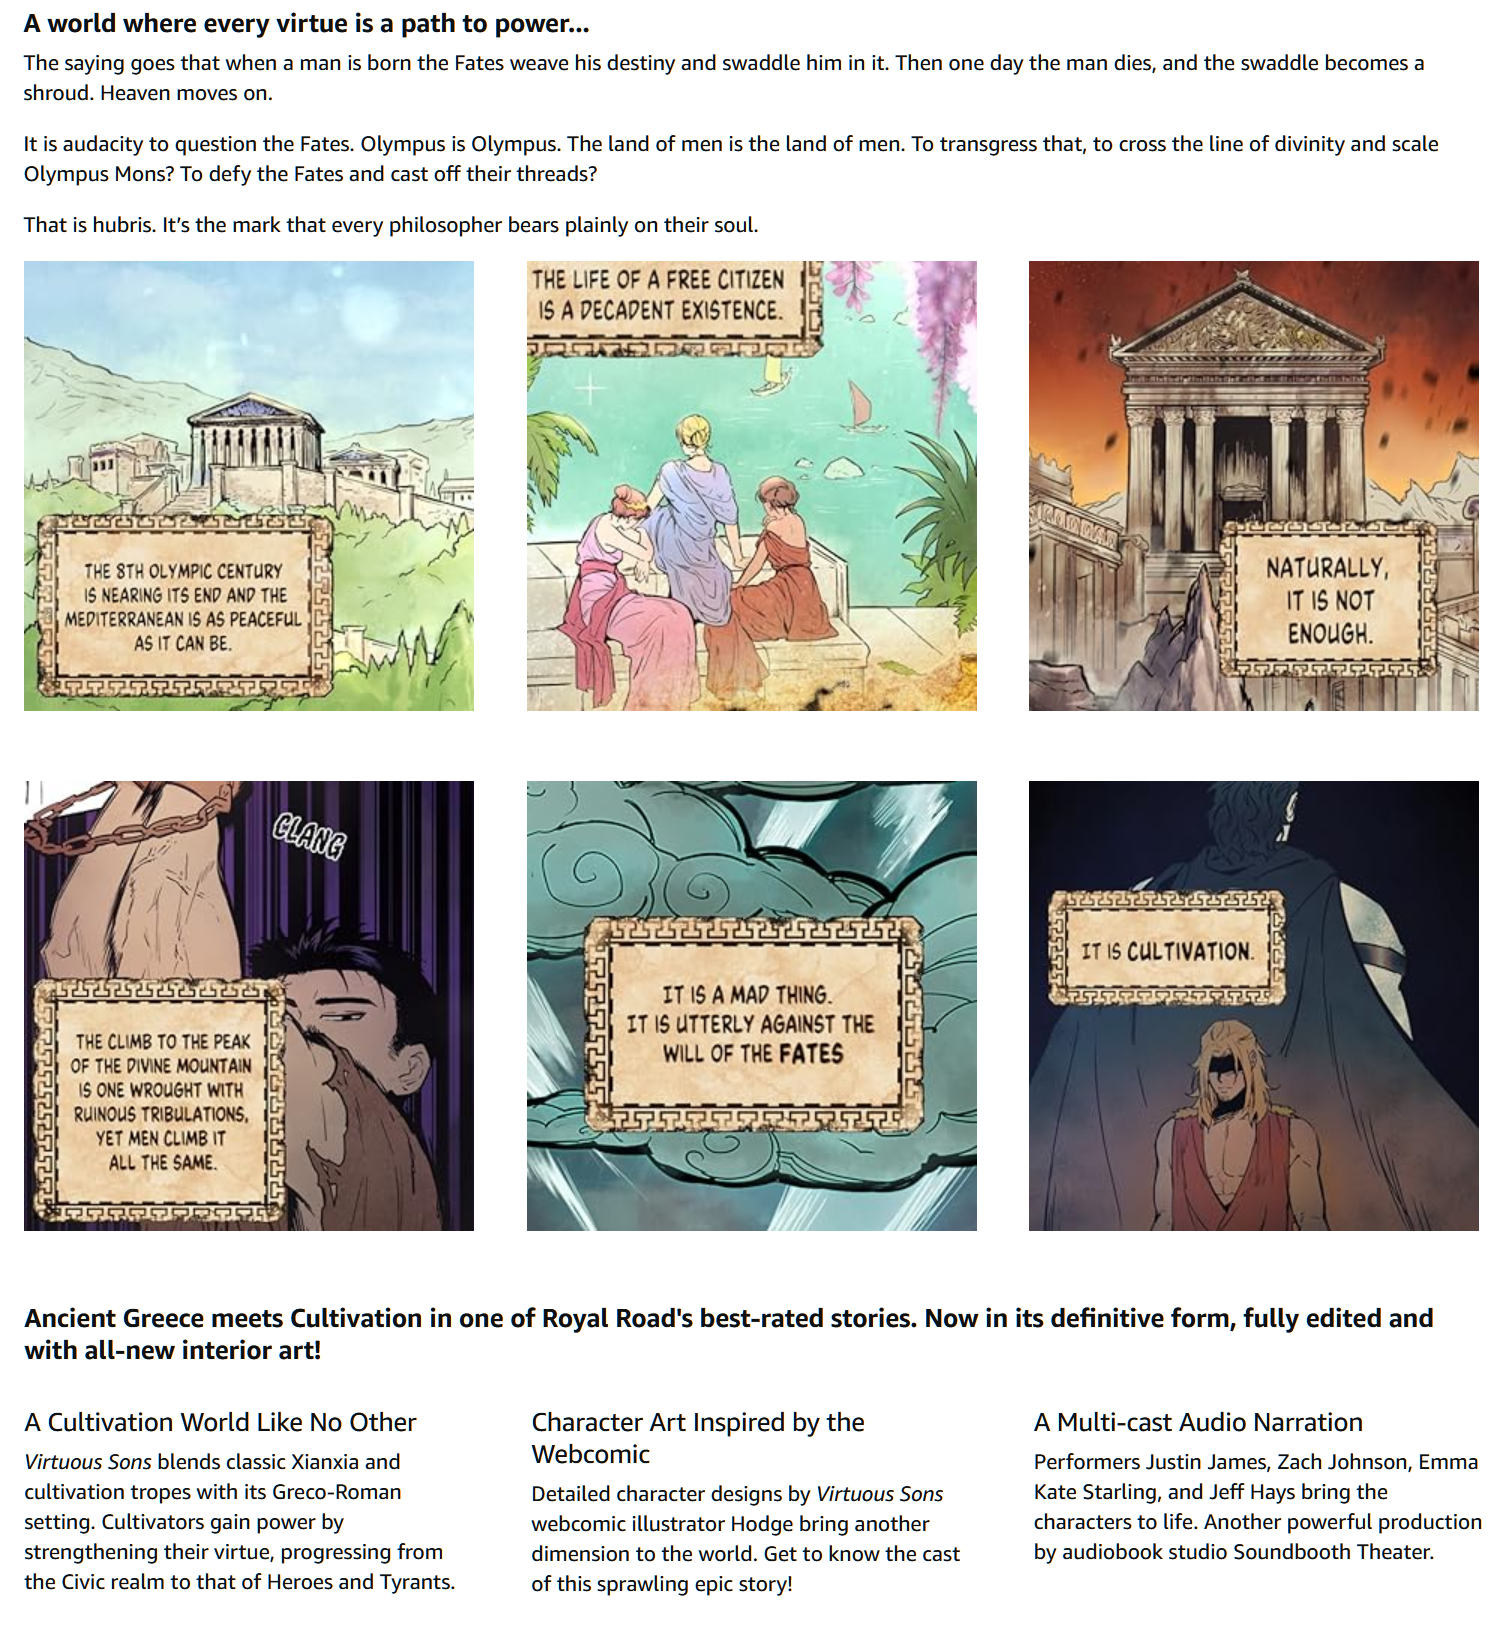 A world where every virtue is a path to power...
The saying goes that when a man is born the Fates weave his destiny and swaddle him in it. Then one day the man dies, and the swaddle becomes a
shroud. Heaven moves on.
It is audacity to question the Fates. Olympus is Olympus. The land of men is the land of men. To transgress that, to cross the line of divinity and scale
Olympus Mons? To defy the Fates and cast off their threads?
That is hubris. It’s the mark that every philosopher bears plainly on their soul.
THE 8TH OLYMPIC CENTURY
IS NEARING ITS END AND THE
MEDITERRANEAN IS AS PEACEFUL
AS IT CAN BE.
THE LIFE OF A FREE CITIZEN
IS A DECADENT EXISTENCE.
NATURALLY,
IT IS NOT
ENOUGH.
CLANG
THE CLIMB TO THE PEAK
OF THE DIVINE MOUNTAIN
IS ONE WROUGHT WITH
RUINOUS TRIBULATIONS,
YET MEN CLIMB IT
ALL THE SAME.
IT IS A MAD THING.
IT IS UTTERLY AGAINST THE
WILL OF THE FATES
IT IS CULTIVATION.
Ancient Greece meets Cultivation in one of Royal Road's best-rated stories. Now in its definitive form, fully edited and
with all-new interior art!
A Cultivation World Like No Other
Virtuous Sons blends classic Xianxia and
cultivation tropes with its Greco-Roman
setting. Cultivators gain power by
strengthening their virtue, progressing from
the Civic realm to that of Heroes and Tyrants.
Character Art Inspired by the
Webcomic
Detailed character designs by Virtuous Sons
webcomic illustrator Hodge bring another
dimension to the world. Get to know the cast
of this sprawling epic story!
A Multi-cast Audio Narration
Performers Justin James, Zach Johnson, Emma
Kate Starling, and Jeff Hays bring the
characters to life. Another powerful production
by audiobook studio Soundbooth Theater.